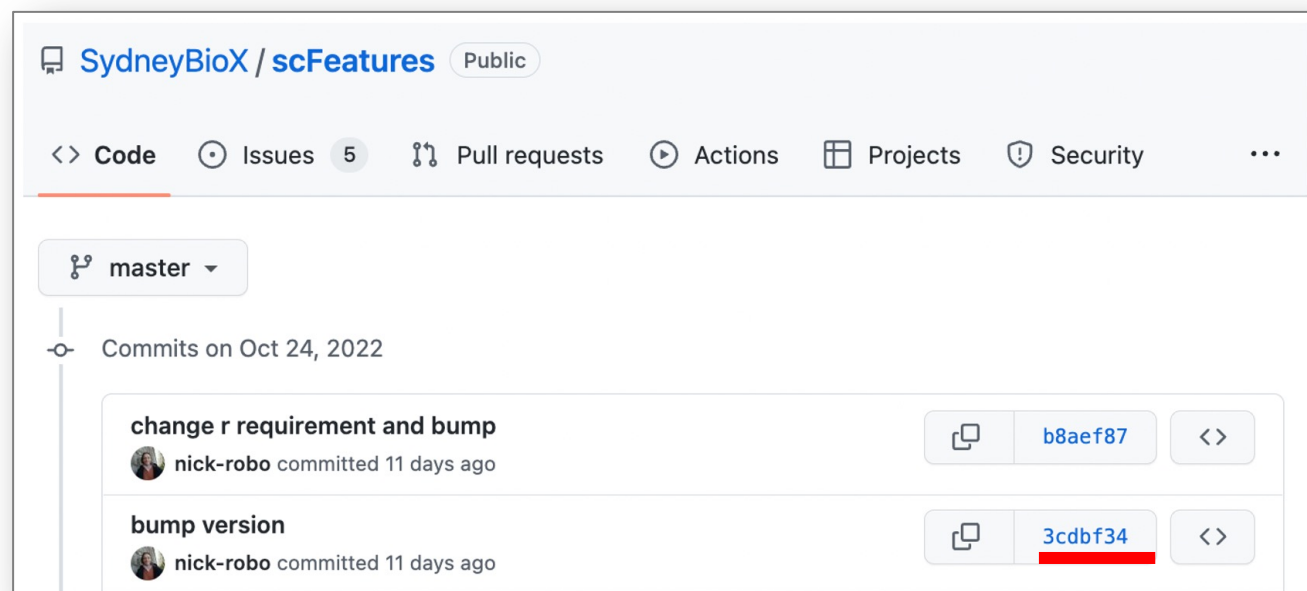 SydneyBioX / scFeatures Public
Code Issues 5 Pull requests Actions Projects Security ...
master
Commits on Oct 24, 2022
change r requirement and bump
b8aef87
nick-robo committed 11 days ago
bump version
3cdbf34
nick-robo committed 11 days ago